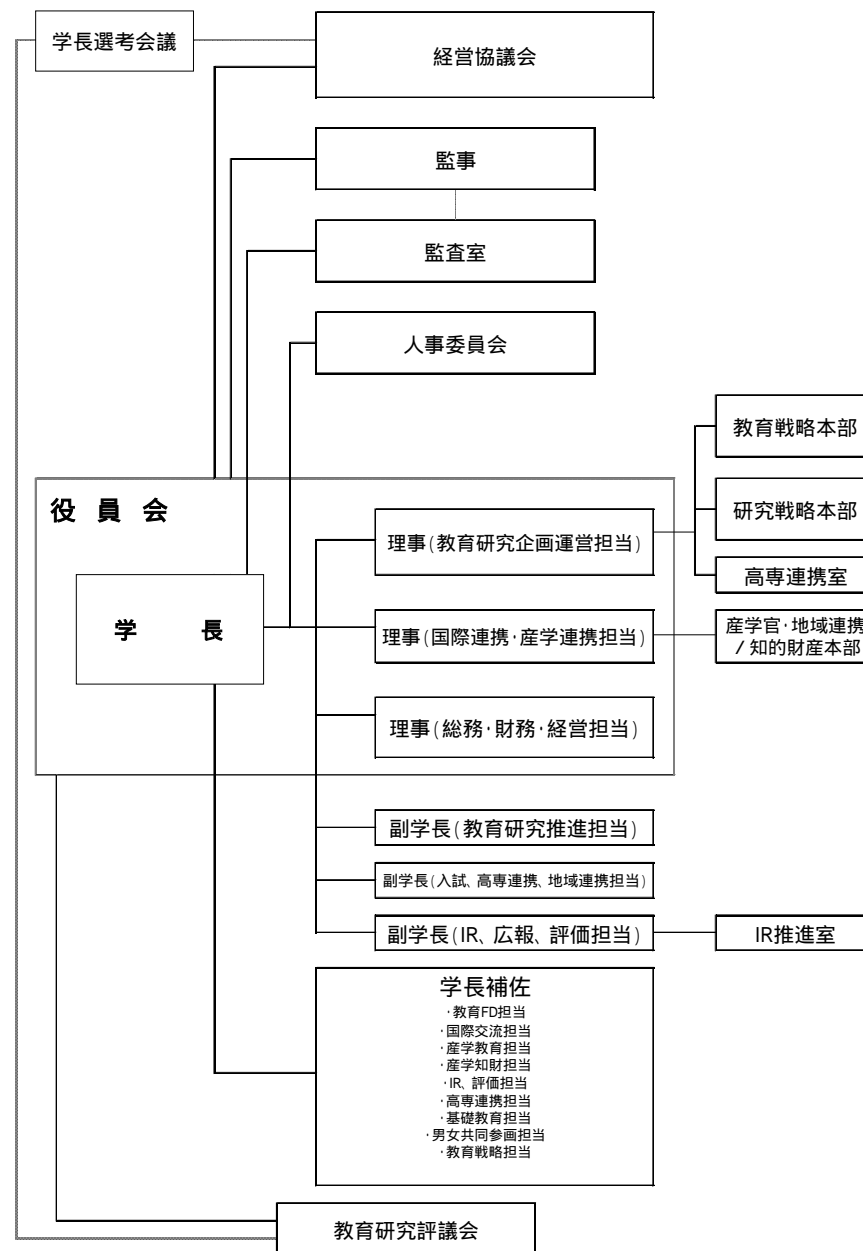 学長選考会議
経営協議会
監事
監査室
人事委員会
教育戦略本部
役員会
研究戦略本部
理事(教育研究企画運営担当)
高専連携室
学長
理事(国際連携・産学連携担当)
産学官・地域連携
/知的財産本部
理事(総務・財務・経営担当)
副学長(教育研究推進担当)
副学長(入試、高専連携、地域連携担当)
副学長(IR、広報、評価担当)
IR推進室
学長補佐
・教育FD担当
・国際交流担当
・産学教育担当
・産学知財担当
・IR、評価担当
・高専連携担当
・基礎教育担当
・男女共同参画担当
・教育戦略担当
教育研究評議会